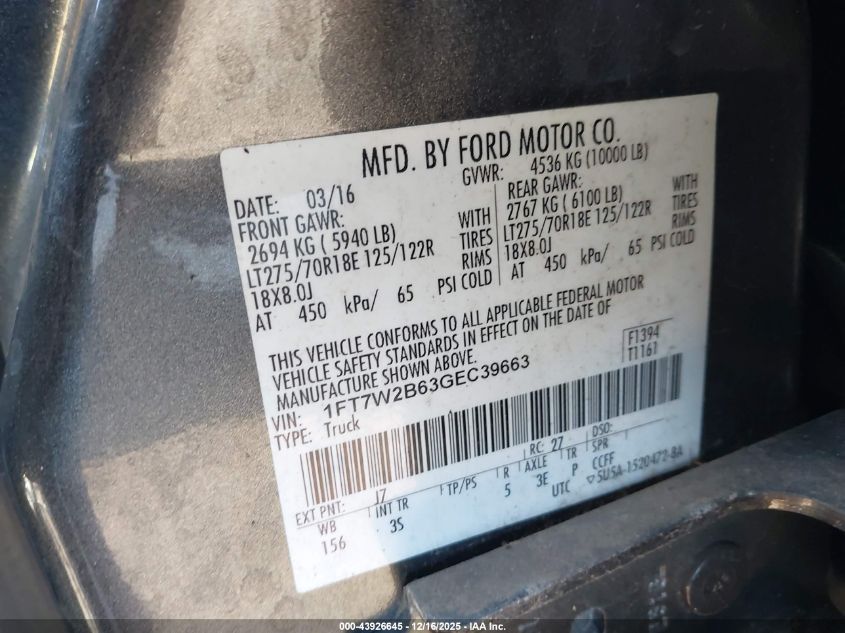 MFD. BY FORD MOTOR CO.
DATE: 03/16
GVWR: 4536 KG (10000 LB)
FRONT GAWR:
2694 KG ( 5940 LB) WITH
LT275/70R18E 125/122R TIRES
18X8.0J RIMS
AT 450 kPa/ 65 PSI COLD
REAR GAWR:
2767 KG ( 6100 LB) WITH
LT275/70R18E 125/122R TIRES
18X8.0J RIMS
AT 450 kPa/ 65 PSI COLD
THIS VEHICLE CONFORMS TO ALL APPLICABLE FEDERAL MOTOR
VEHICLE SAFETY STANDARDS IN EFFECT ON THE DATE OF
MANUFACTURE SHOWN ABOVE.
F1394
T1161
VIN: 1FT7W2B63GEC39663
TYPE: Truck
EXT PNT: J7 RC: 27 DSO:
WB INT TR TP/PS R AXLE TR SPR
156 3S 5 3E P CCFF
UTC ▽5U5A-1520472-BA
000-43926645 - 12/16/2025 - IAA Inc.